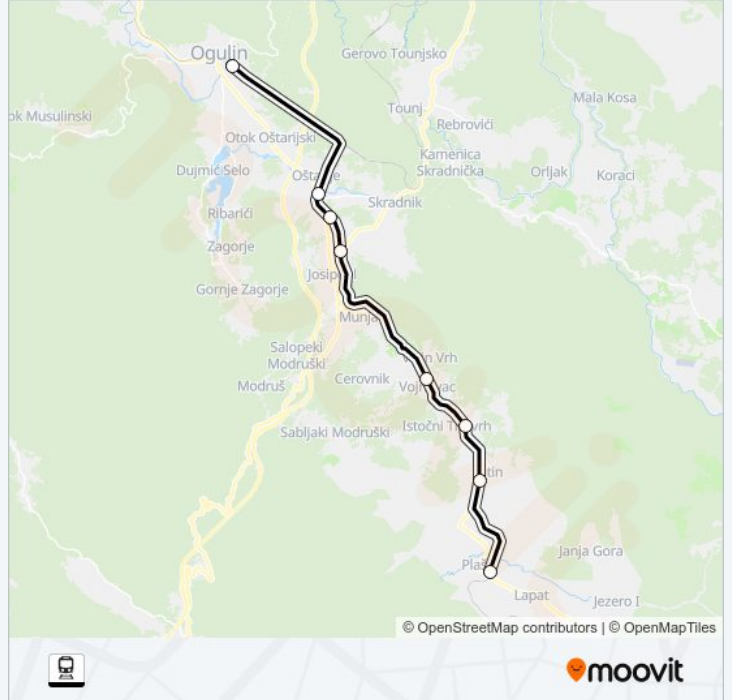 Ogulin
Gerovo Tounjsko
Mala Kosa
ok Musulinski
Tounj
Rebrovići
Otok Oštarijski
Kamenica
Skradnička
Dujmić Selo
Orljak
Koraci
Skradnik
Ribarići
Zagorje
Gornje Zagorje
Salopeki
Modruški
Modruš
Cerovnik
Sabljaki Modruški
Istočni
Janja Gora
Lapat
Jezero I
© OpenStreetMap contributors | © OpenMapTiles
moovit